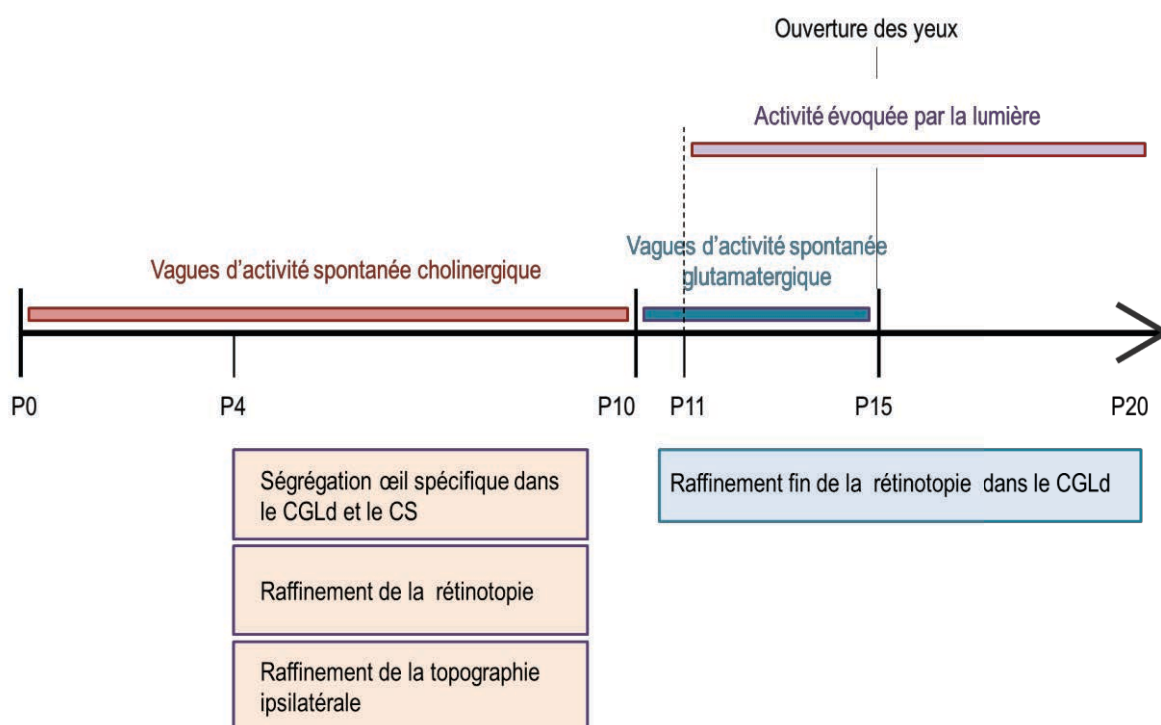 Ouverture des yeux
Activité évoquée par la lumière
Vagues d'activité spontanée cholinergique
Vagues d'activité spontanée
glutamatergique
P0
P4
P10
P11
P15
P20
Ségrégation œil spécifique dans
le CGLd et le CS
Raffinement de la rétinotopie
Raffinement de la topographie
ipsilatérale
Raffinement fin de la rétinotopie dans le CGLd